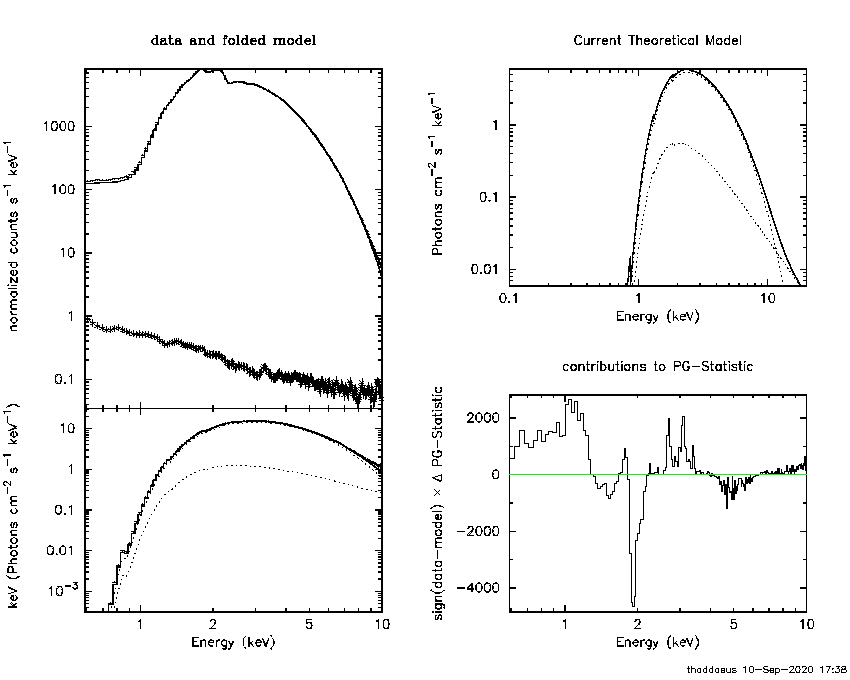 data and folded model
normalized counts s⁻¹ keV⁻¹
1000
100
10
1
0.1
keV (Photons cm⁻² s⁻¹ keV⁻¹)
10
1
0.1
0.01
10⁻³
1
2
5
10
Energy (keV)
Current Theoretical Model
Photons cm⁻² s⁻¹ keV⁻¹
1
0.1
0.01
0.1
1
10
Energy (keV)
contributions to PG-Statistic
sign(data-model) × Δ PG-Statistic
2000
0
-2000
-4000
1
2
5
10
Energy (keV)
thaddaeus 10-Sep-2020 17:38